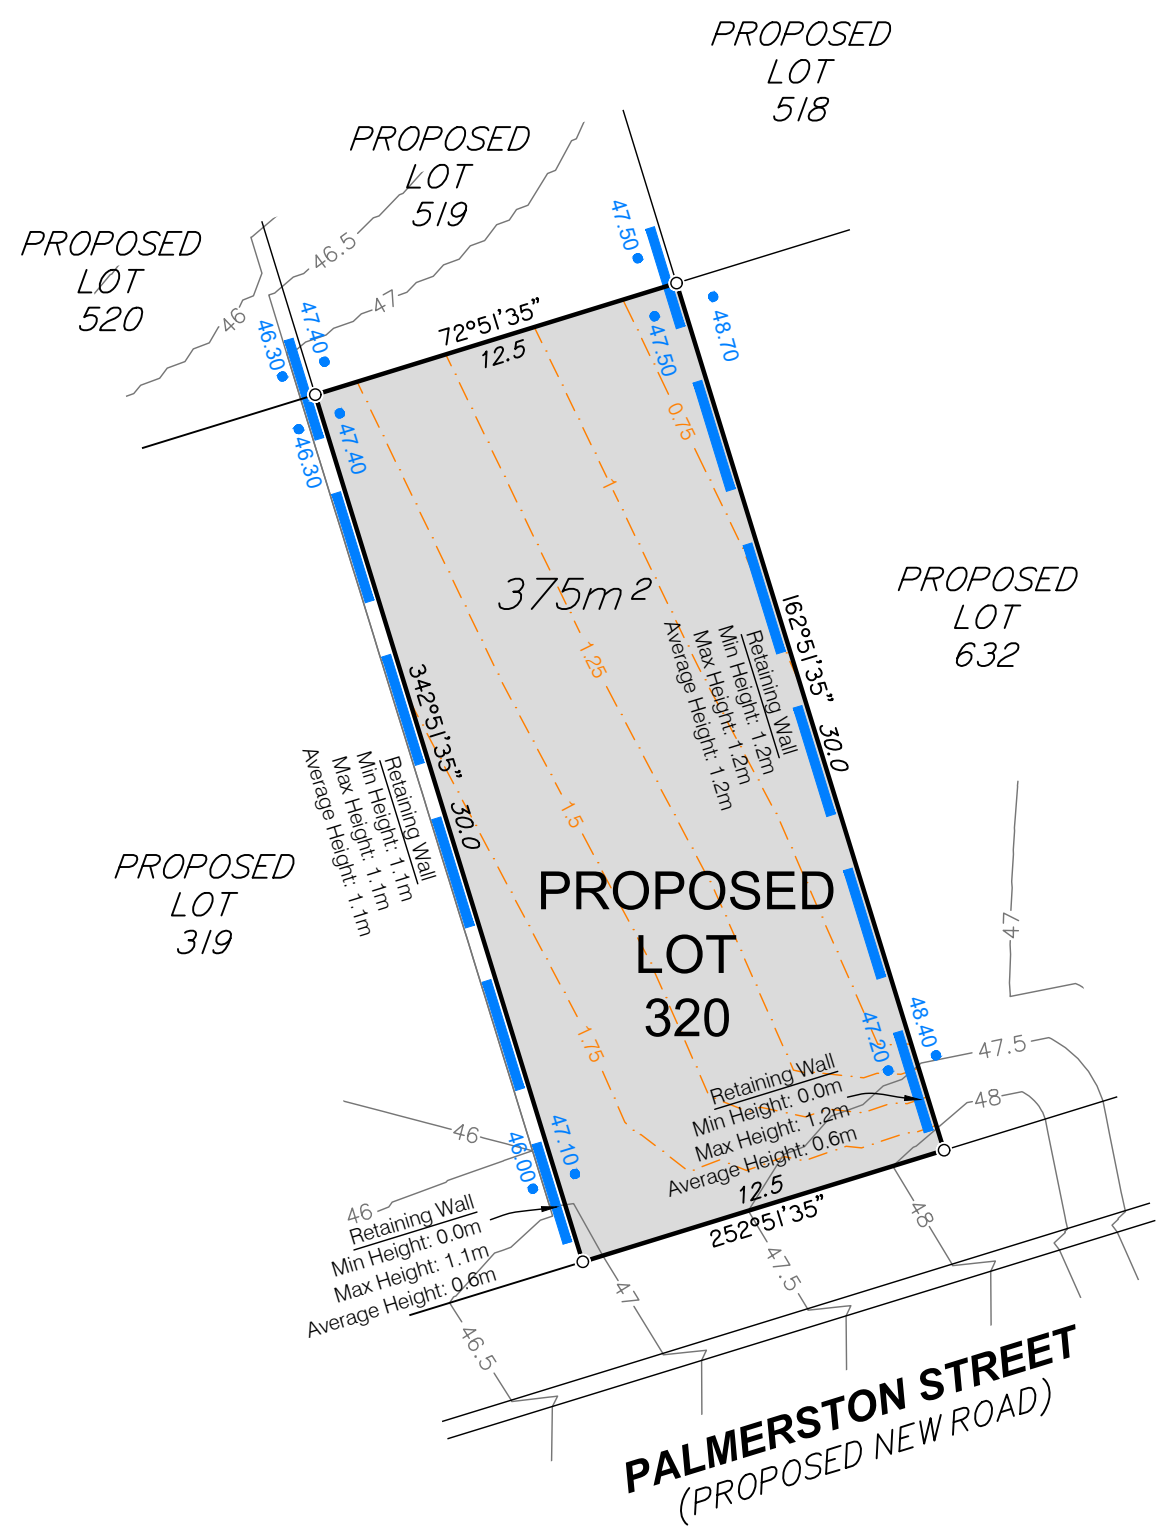 PROPOSED
LOT
518
PROPOSED
LOT
519
PROPOSED
LOT
520
46.5
47
46
47.50
48.70
47.50
47.40
46.30
47.40
46.30
72°51'35"
12.5
0.75
1
1.25
1.5
1.75
375m²
162°51'35"
30.0
Retaining Wall
Min Height: 1.2m
Max Height: 1.2m
Average Height: 1.2m
PROPOSED
LOT
632
342°51'35"
30.0
Retaining Wall
Min Height: 1.1m
Max Height: 1.1m
Average Height: 1.1m
PROPOSED
LOT
319
PROPOSED
LOT
320
47
47.5
48
48.40
47.20
Retaining Wall
Min Height: 0.0m
Max Height: 1.2m
Average Height: 0.6m
12.5
252°51'35"
47.10
46.00
46
46
Retaining Wall
Min Height: 0.0m
Max Height: 1.1m
Average Height: 0.6m
46.5
47
47.5
48
PALMERSTON STREET
(PROPOSED NEW ROAD)